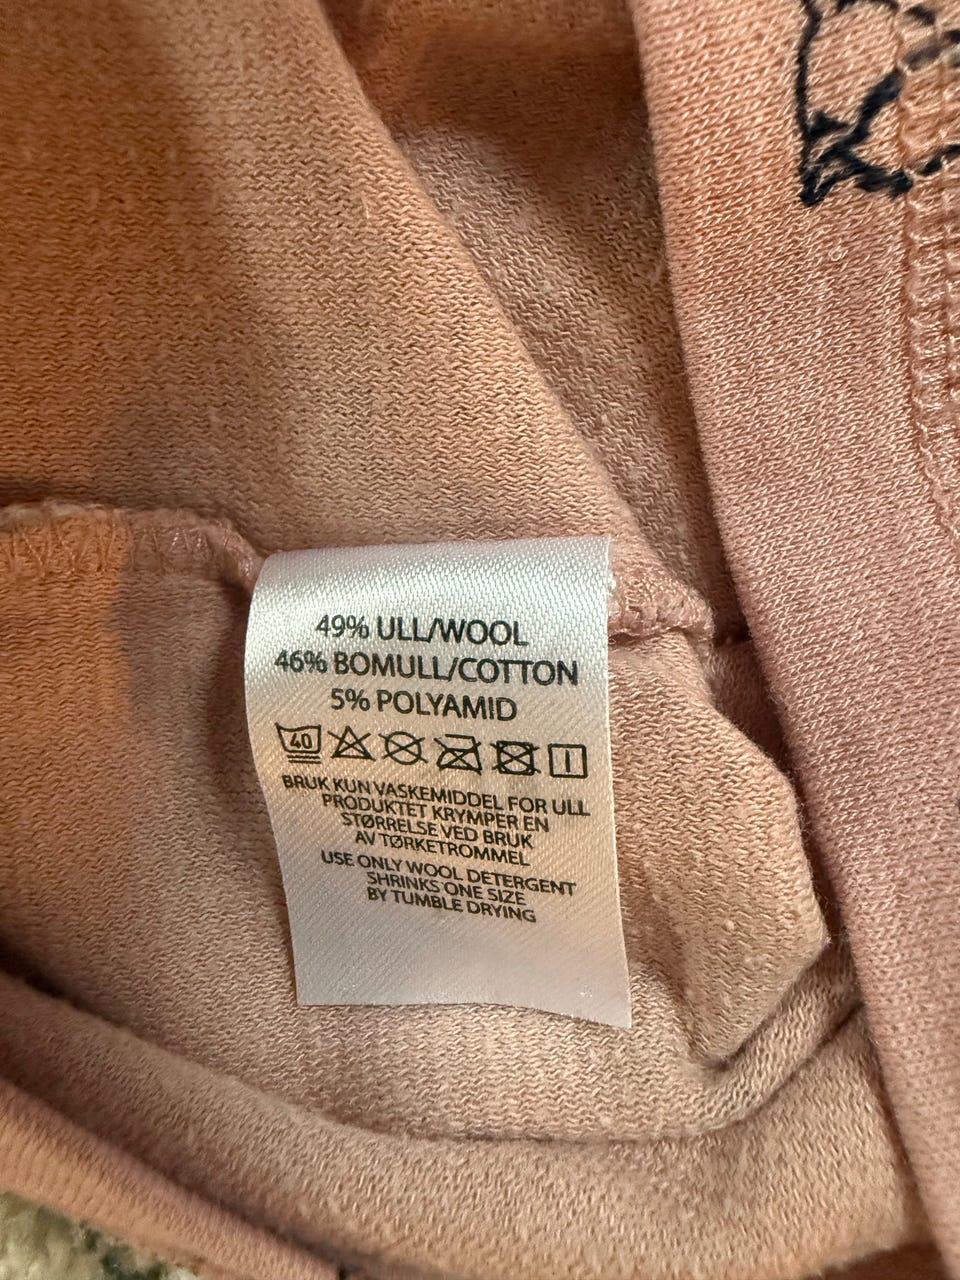 49% ULL/WOOL
46% BOMULL/COTTON
5% POLYAMID
40
BRUK KUN VASKEMIDDEL FOR ULL
PRODUKTET KRYMPER EN
STØRRELSE VED BRUK
AV TØRKETROMMEL
USE ONLY WOOL DETERGENT
SHRINKS ONE SIZE
BY TUMBLE DRYING